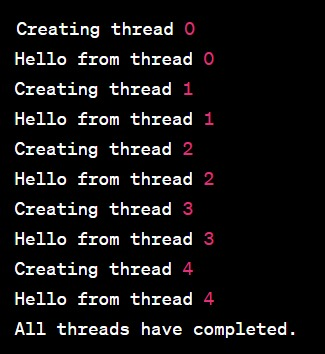 Creating thread 0
Hello from thread 0
Creating thread 1
Hello from thread 1
Creating thread 2
Hello from thread 2
Creating thread 3
Hello from thread 3
Creating thread 4
Hello from thread 4
All threads have completed.